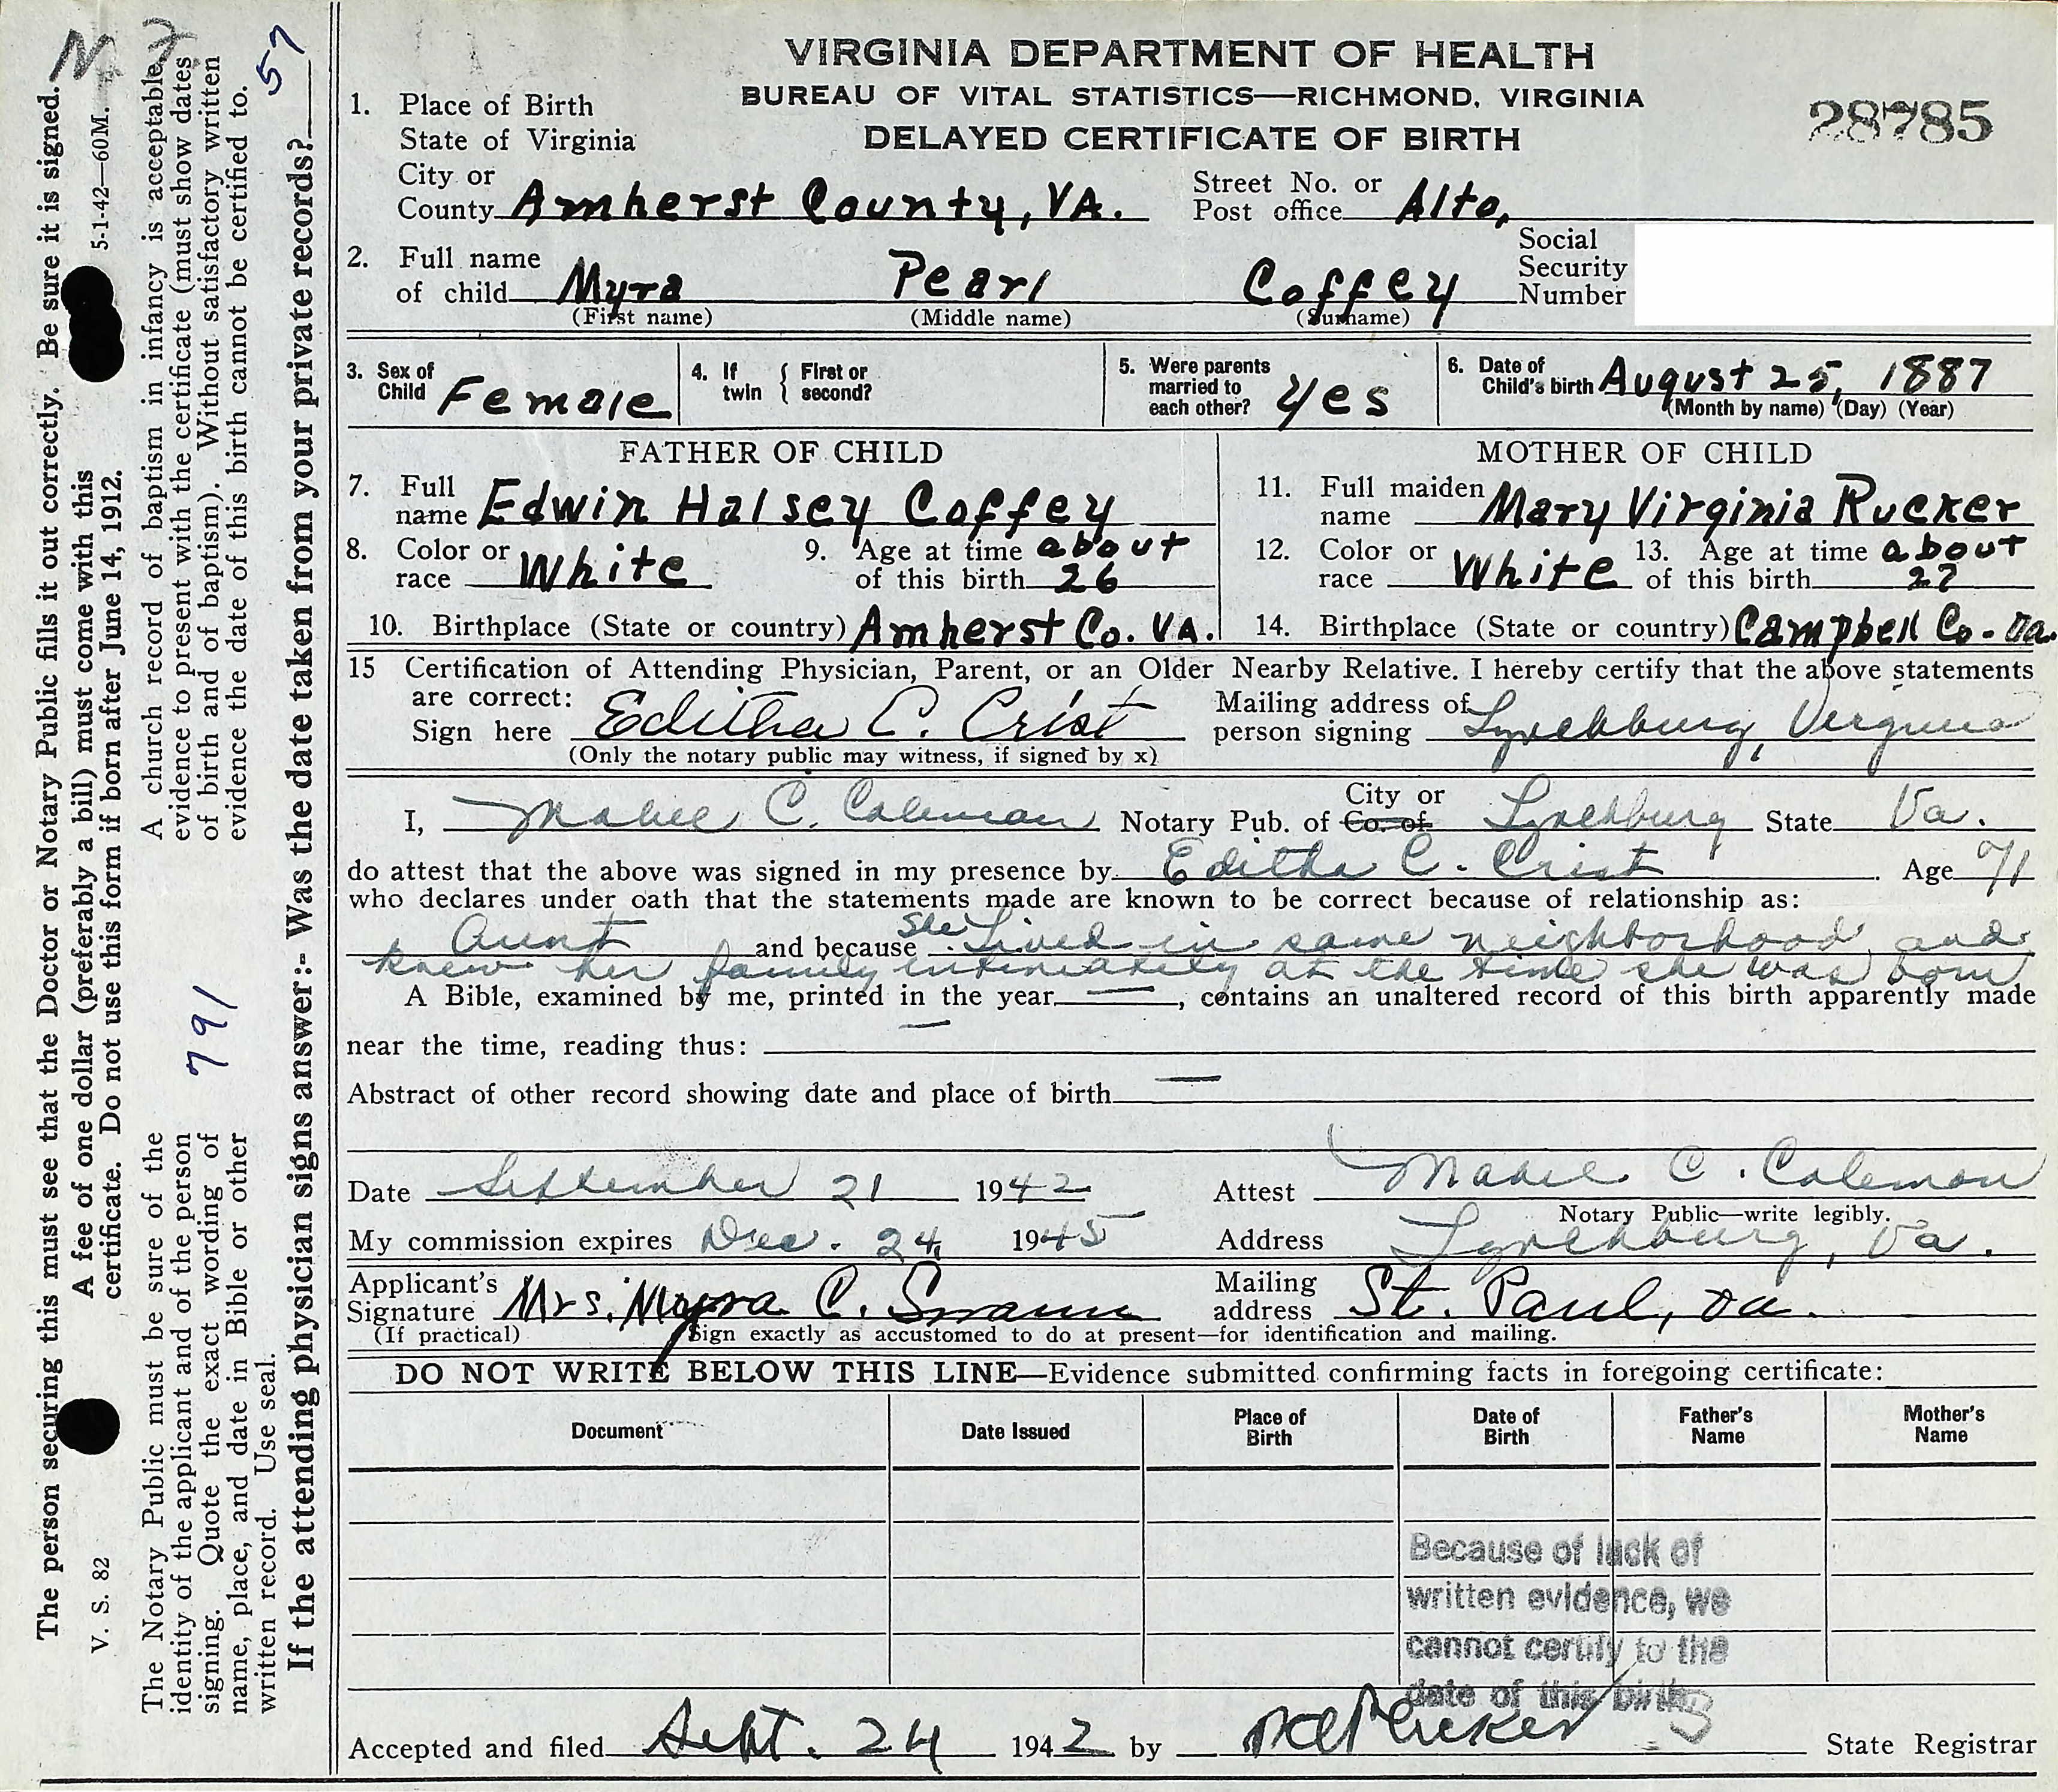 VIRGINIA DEPARTMENT OF HEALTH
BUREAU OF VITAL STATISTICS—RICHMOND, VIRGINIA
DELAYED CERTIFICATE OF BIRTH
28785
1. Place of Birth
State of Virginia
City or County Amherst County, VA. Street No. or Post office Alto,
2. Full name of child Myra Pearl Coffey Social Security Number
(First name) (Middle name) (Surname)
3. Sex of Child Female 4. If twin { First or second? 5. Were parents married to each other? Yes 6. Date of Child's birth August 25, 1887
(Month by name) (Day) (Year)
FATHER OF CHILD
7. Full name Edwin Halsey Coffey
8. Color or race White 9. Age at time of this birth about 26
10. Birthplace (State or country) Amherst Co. VA.
MOTHER OF CHILD
11. Full maiden name Mary Virginia Rucker
12. Color or race White 13. Age at time of this birth about 27
14. Birthplace (State or country) Campbell Co. Va.
15 Certification of Attending Physician, Parent, or an Older Nearby Relative. I hereby certify that the above statements
are correct:
Sign here Editha C. Crist Mailing address of person signing Lynchburg, Virginia
(Only the notary public may witness, if signed by x)
I, Mabel C. Coleman Notary Pub. of City or Co. of Lynchburg State Va.
do attest that the above was signed in my presence by Editha C. Crist. Age 71
who declares under oath that the statements made are known to be correct because of relationship as:
Aunt and because she Lived in same neighborhood and
knew her family intimately at the time she was born
A Bible, examined by me, printed in the year —, contains an unaltered record of this birth apparently made
near the time, reading thus: —
Abstract of other record showing date and place of birth —
Date September 21 1942 Attest Mabel C. Coleman
Notary Public—write legibly.
My commission expires Dec. 24, 1945 Address Lynchburg, Va.
Applicant's Signature Mrs. Myra C. Swann Mailing address St. Paul, Va.
(If practical) Sign exactly as accustomed to do at present—for identification and mailing.
DO NOT WRITE BELOW THIS LINE—Evidence submitted confirming facts in foregoing certificate:
Document Date Issued Place of Birth Date of Birth Father's Name Mother's Name
Because of lack of
written evidence, we
cannot certify to the
date of this birth
Accepted and filed Sept. 24 1942 by State Registrar
The person securing this must see that the Doctor or Notary Public fills it out correctly. Be sure it is signed.
V. S. 82 A fee of one dollar (preferably a bill) must come with this 5-1-42—60M.
certificate. Do not use this form if born after June 14, 1912.
The Notary Public must be sure of the
identity of the applicant and of the person
signing. Quote the exact wording of
name, place, and date in Bible or other
written record. Use seal.
791
A church record of baptism in infancy is acceptable
evidence to present with the certificate (must show dates
of birth and of baptism). Without satisfactory written
evidence the date of this birth cannot be certified to.
If the attending physician signs answer:- Was the date taken from your private records?
57